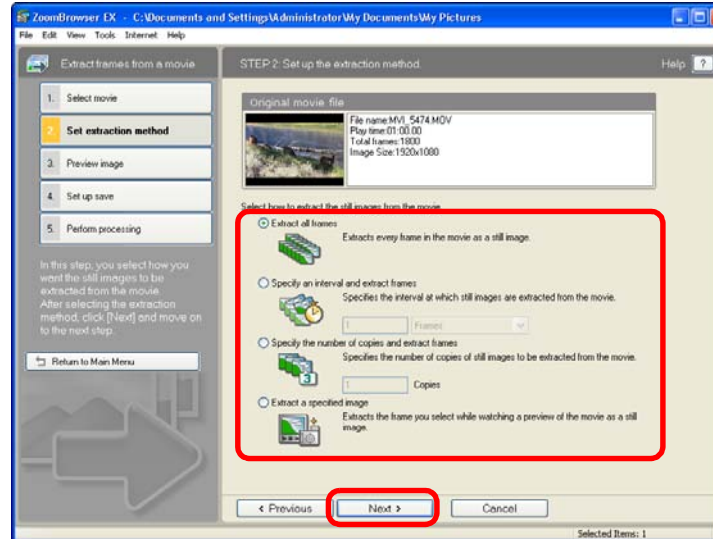 ZoomBrowser EX - C:\Documents and Settings\Administrator\My Documents\My Pictures
File Edit View Tools Internet Help
Extract frames from a movie
STEP 2: Set up the extraction method.
Help ?
1. Select movie
2. Set extraction method
3. Preview image
4. Set up save
5. Perform processing
In this step, you select how you
want the still images to be
extracted from the movie.
After selecting the extraction
method, click [Next] and move on
to the next step.
Return to Main Menu
Original movie file
File name:MVI_5474.MOV
Play time:01:00.00
Total frames:1800
Image Size:1920x1080
Select how to extract the still images from the movie.
Extract all frames
Extracts every frame in the movie as a still image.
Specify an interval and extract frames
Specifies the interval at which still images are extracted from the movie.
1 Frames
Specify the number of copies and extract frames
Specifies the number of copies of still images to be extracted from the movie.
3
1 Copies
Extract a specified image
Extracts the frame you select while watching a preview of the movie as a still
image.
< Previous Next > Cancel
Selected Items: 1